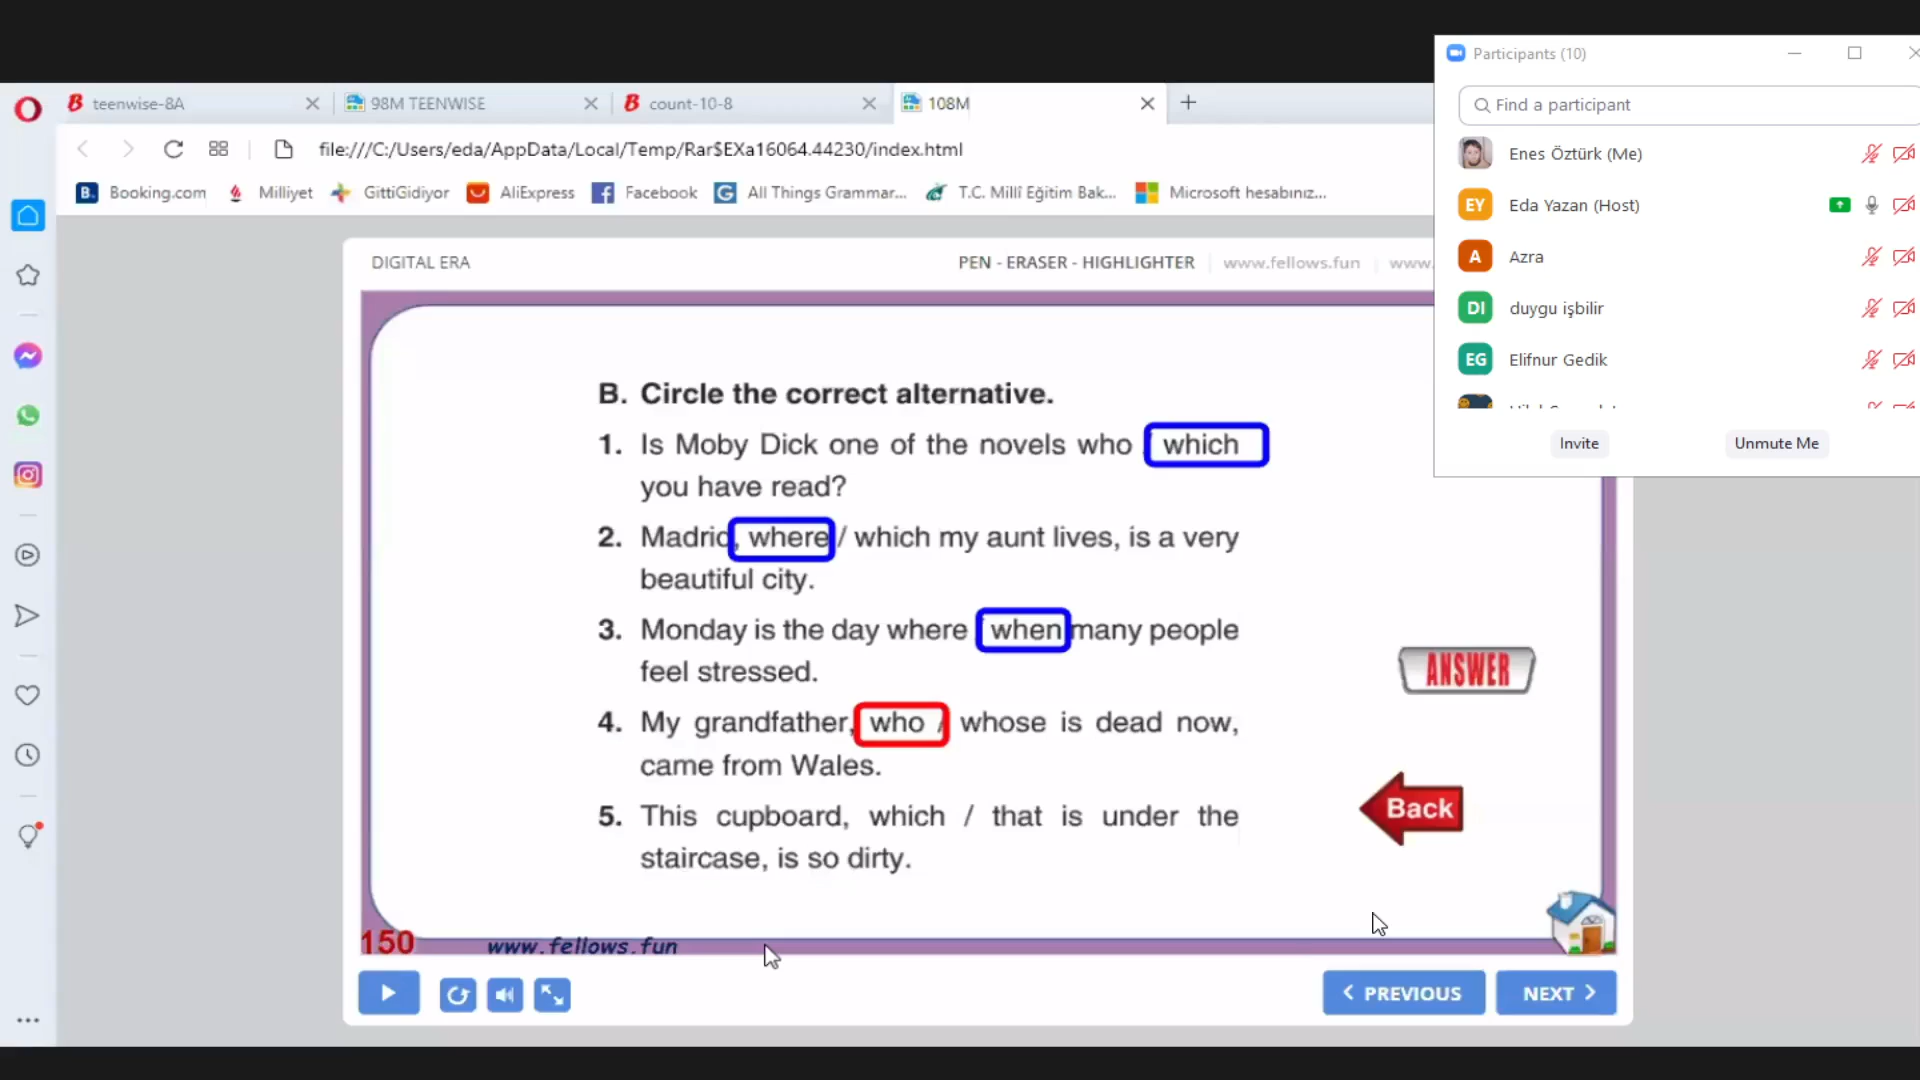 Participants (10)
Find a participant
Enes Öztürk (Me)
EY Eda Yazan (Host)
A Azra
DI duygu işbilir
EG Elifnur Gedik
Invite Unmute Me
teenwise-8A 98M TEENWISE count-10-8 108M
file:///C:/Users/eda/AppData/Local/Temp/Rar$EXa16064.44230/index.html
B. Booking.com Milliyet GittiGidiyor AliExpress Facebook All Things Grammar... T.C. Millî Eğitim Bak... Microsoft hesabınız...
DIGITAL ERA PEN - ERASER - HIGHLIGHTER www.fellows.fun www.
B. Circle the correct alternative.
1. Is Moby Dick one of the novels who which
you have read?
2. Madrid, where / which my aunt lives, is a very
beautiful city.
3. Monday is the day where when many people
feel stressed.
4. My grandfather, who / whose is dead now,
came from Wales.
5. This cupboard, which / that is under the
staircase, is so dirty.
ANSWER
Back
150 www.fellows.fun
PREVIOUS NEXT